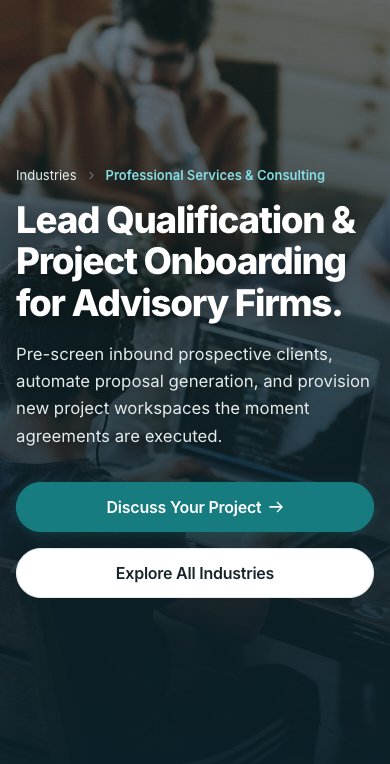 Industries > Professional Services & Consulting
Lead Qualification &
Project Onboarding
for Advisory Firms.
Pre-screen inbound prospective clients,
automate proposal generation, and provision
new project workspaces the moment
agreements are executed.
Discuss Your Project →
Explore All Industries